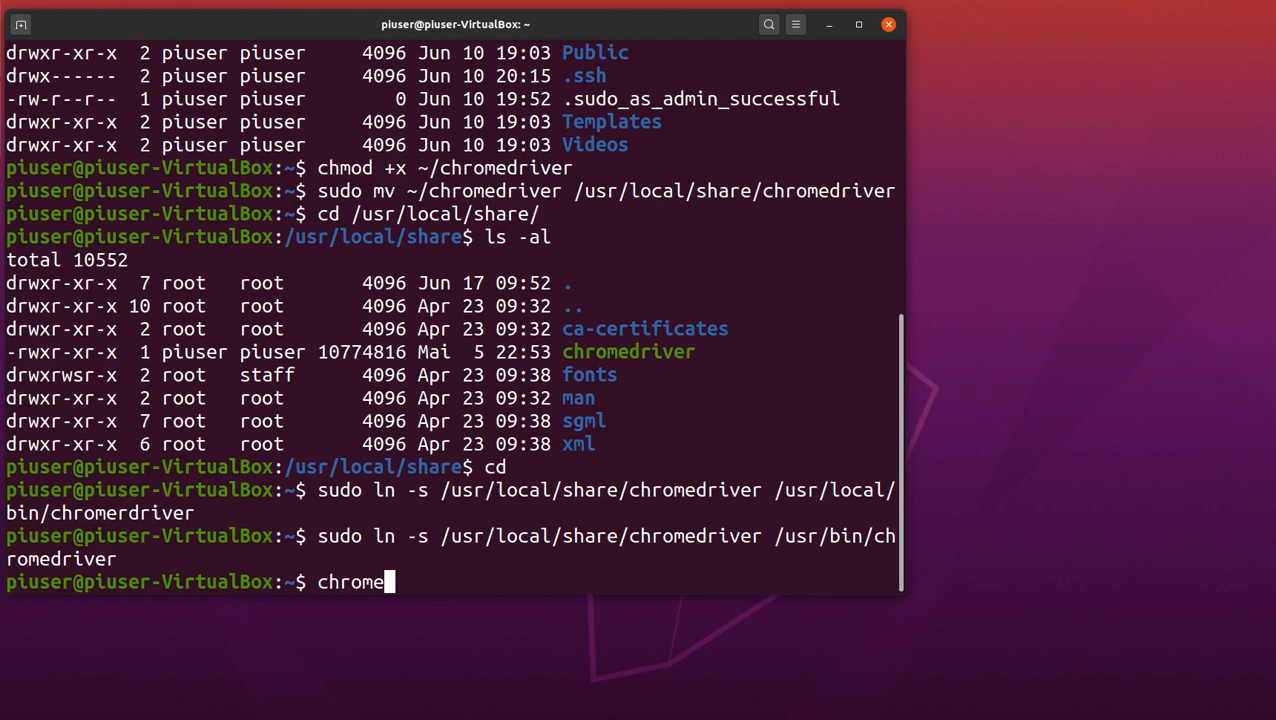 piuser@piuser-VirtualBox: ~
drwxr-xr-x  2 piuser piuser     4096 Jun 10 19:03 Public
drwx------  2 piuser piuser     4096 Jun 10 20:15 .ssh
-rw-r--r--  1 piuser piuser        0 Jun 10 19:52 .sudo_as_admin_successful
drwxr-xr-x  2 piuser piuser     4096 Jun 10 19:03 Templates
drwxr-xr-x  2 piuser piuser     4096 Jun 10 19:03 Videos
piuser@piuser-VirtualBox:~$ chmod +x ~/chromedriver
piuser@piuser-VirtualBox:~$ sudo mv ~/chromedriver /usr/local/share/chromedriver
piuser@piuser-VirtualBox:~$ cd /usr/local/share/
piuser@piuser-VirtualBox:/usr/local/share$ ls -al
total 10552
drwxr-xr-x  7 root   root       4096 Jun 17 09:52 .
drwxr-xr-x 10 root   root       4096 Apr 23 09:32 ..
drwxr-xr-x  2 root   root       4096 Apr 23 09:32 ca-certificates
-rwxr-xr-x  1 piuser piuser 10774816 Mai  5 22:53 chromedriver
drwxrwsr-x  2 root   staff      4096 Apr 23 09:38 fonts
drwxr-xr-x  2 root   root       4096 Apr 23 09:32 man
drwxr-xr-x  7 root   root       4096 Apr 23 09:38 sgml
drwxr-xr-x  6 root   root       4096 Apr 23 09:38 xml
piuser@piuser-VirtualBox:/usr/local/share$ cd
piuser@piuser-VirtualBox:~$ sudo ln -s /usr/local/share/chromedriver /usr/local/
bin/chromerdriver
piuser@piuser-VirtualBox:~$ sudo ln -s /usr/local/share/chromedriver /usr/bin/ch
romedriver
piuser@piuser-VirtualBox:~$ chrome